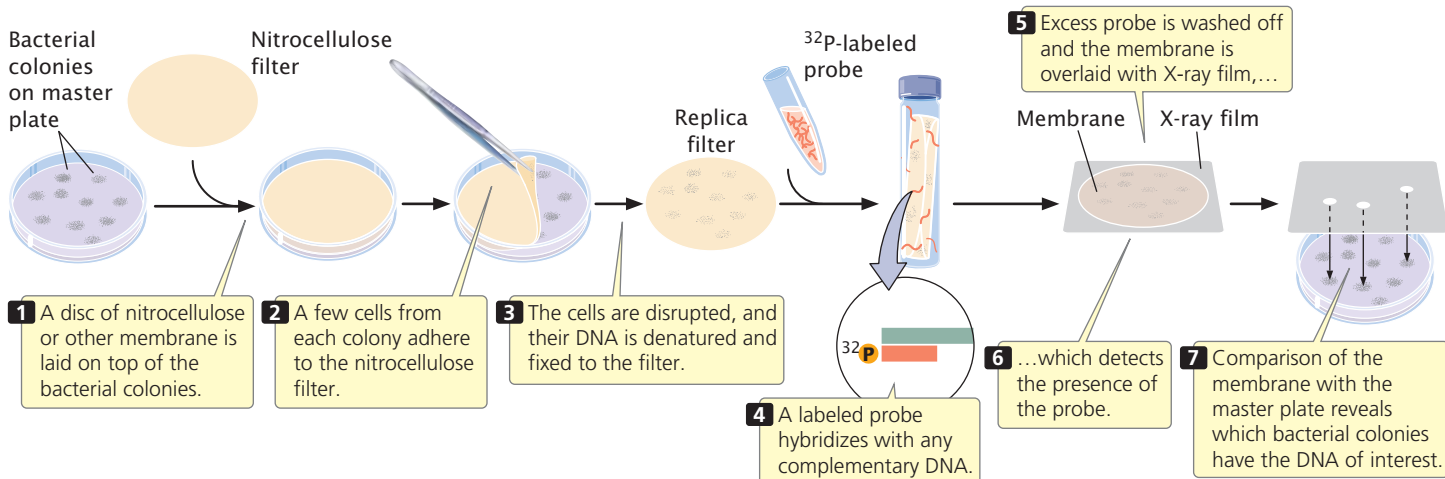 Bacterial
colonies
on master
plate
Nitrocellulose
filter
1 A disc of nitrocellulose
or other membrane is
laid on top of the
bacterial colonies.
2 A few cells from
each colony adhere
to the nitrocellulose
filter.
3 The cells are disrupted, and
their DNA is denatured and
fixed to the filter.
Replica
filter
32P-labeled
probe
32 P
4 A labeled probe
hybridizes with any
complementary DNA.
5 Excess probe is washed off
and the membrane is
overlaid with X-ray film,…
Membrane
X-ray film
6 …which detects
the presence of
the probe.
7 Comparison of the
membrane with the
master plate reveals
which bacterial colonies
have the DNA of interest.